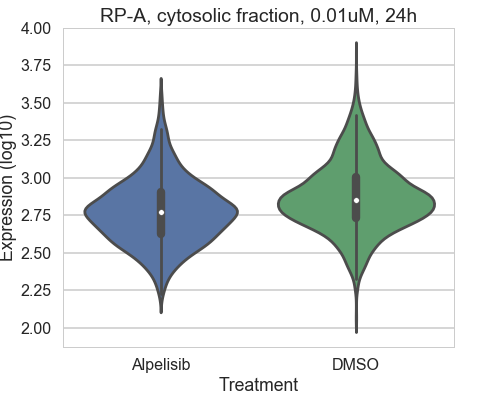 RP-A, cytosolic fraction, 0.01uM, 24h
Expression (log10)
4.00
3.75
3.50
3.25
3.00
2.75
2.50
2.25
2.00
Alpelisib DMSO
Treatment